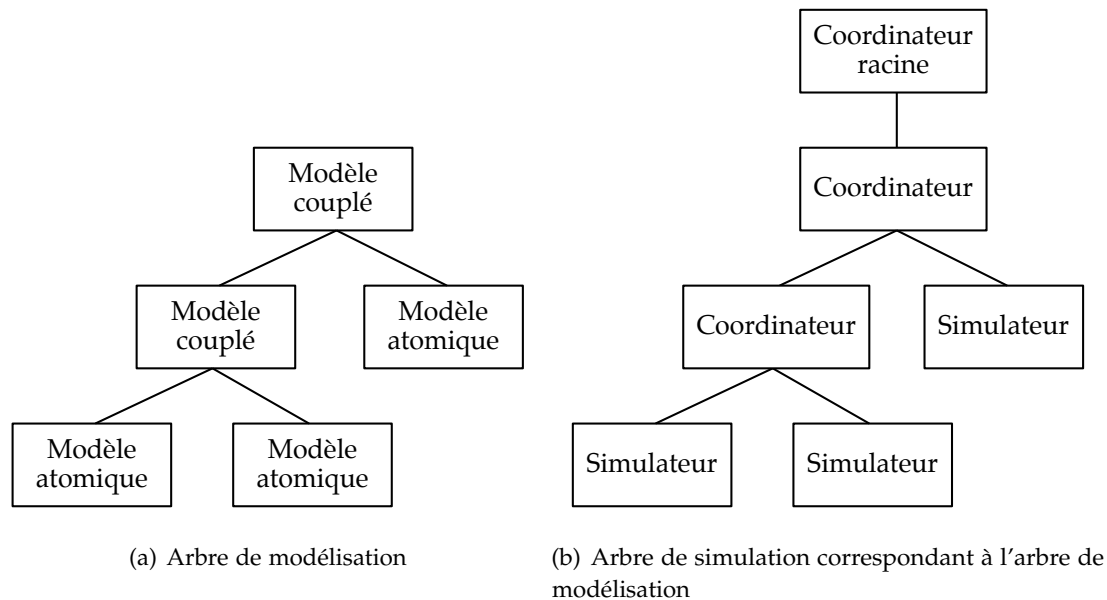 Modèle
couplé
Modèle
couplé
Modèle
atomique
Modèle
atomique
Modèle
atomique
(a) Arbre de modélisation
Coordinateur
racine
Coordinateur
Coordinateur
Simulateur
Simulateur
Simulateur
(b) Arbre de simulation correspondant à l'arbre de
modélisation